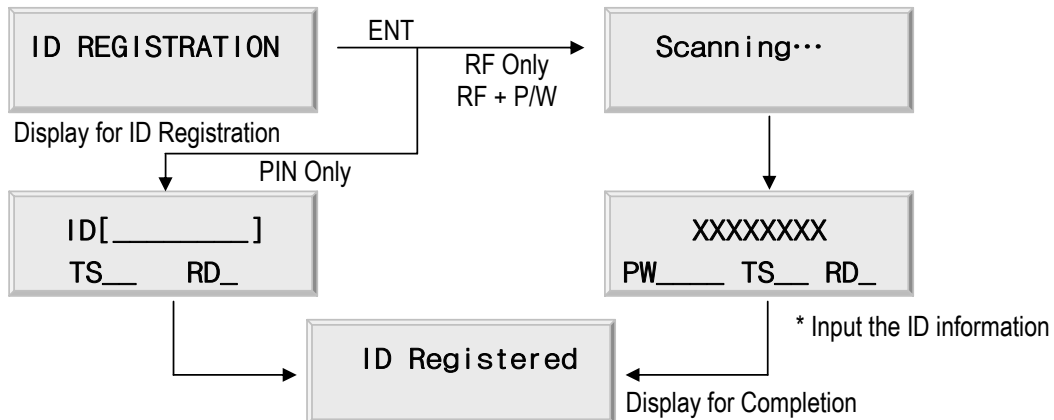 ID REGISTRATION
ENT
RF Only
RF + P/W
Scanning…
Display for ID Registration
PIN Only
ID[________]
TS__ RD_
XXXXXXXX
PW____ TS__ RD_
* Input the ID information
ID Registered
Display for Completion